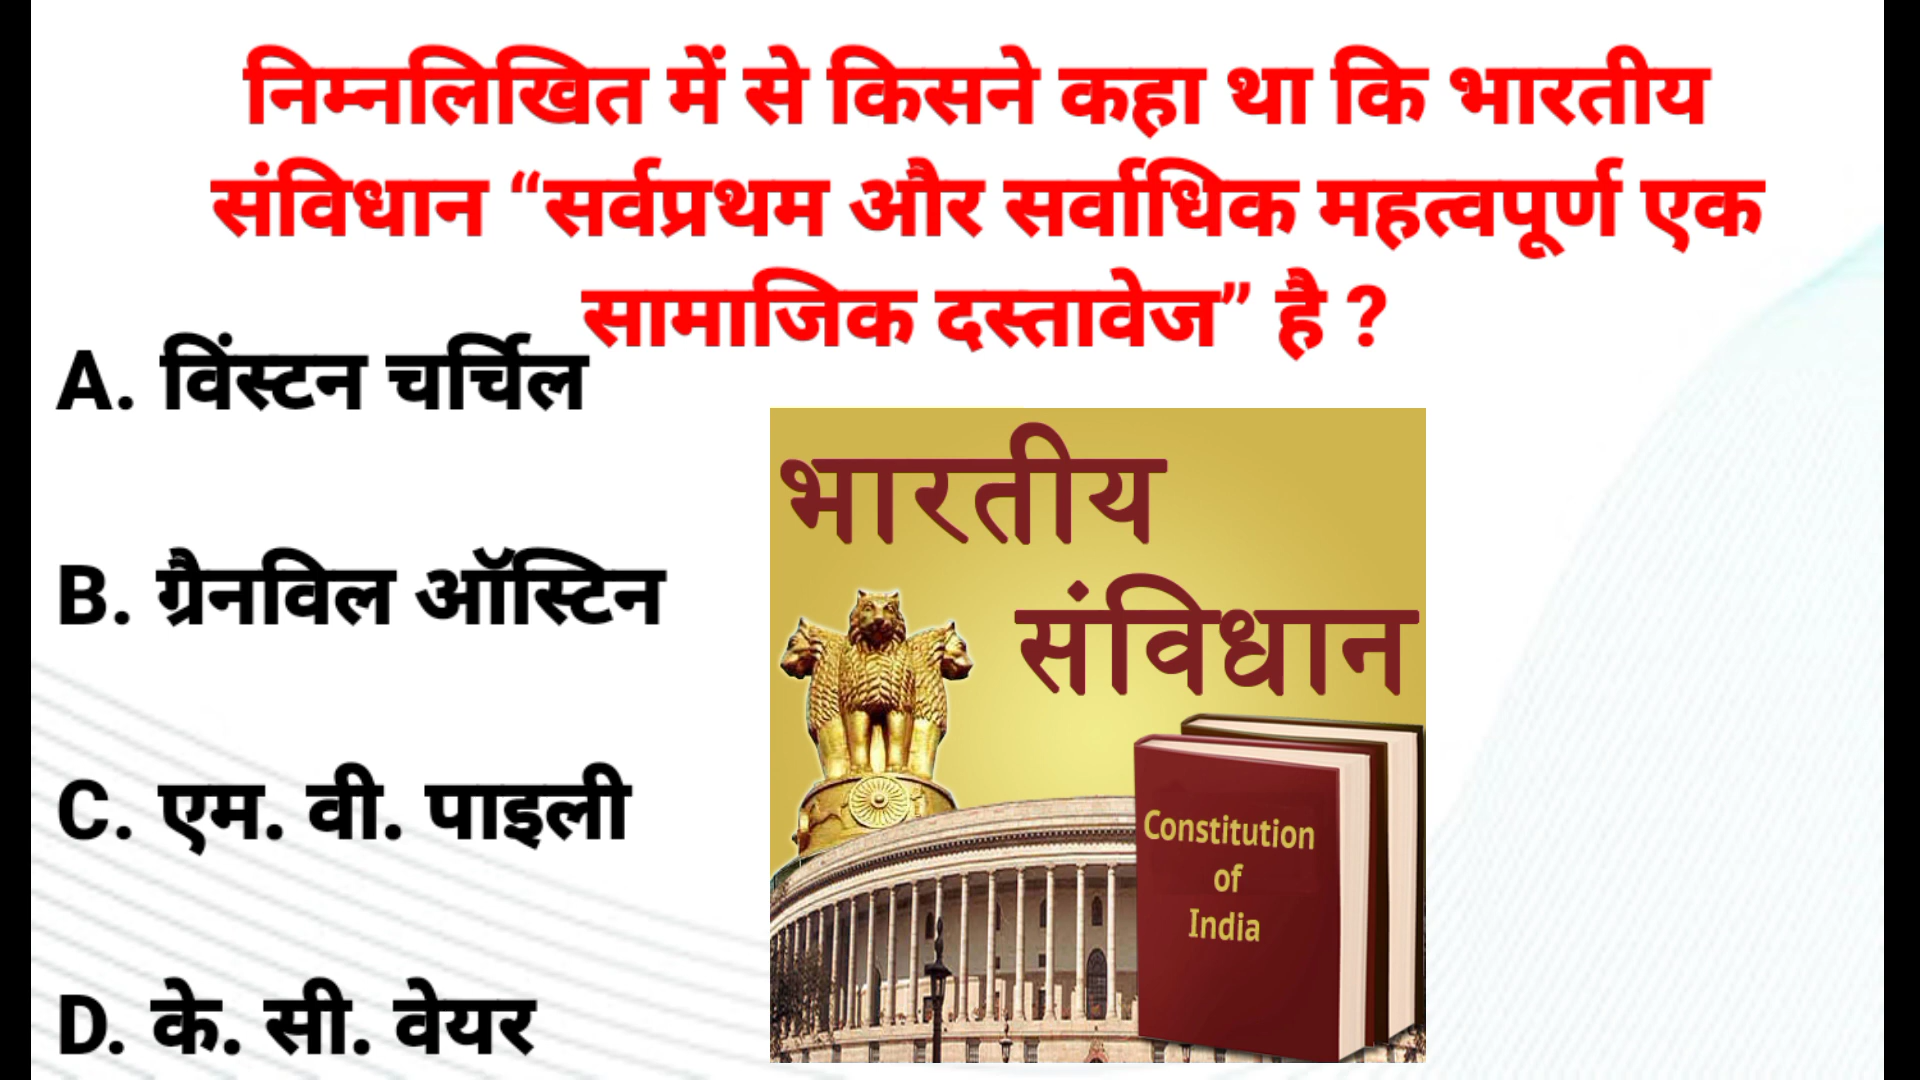 निम्नलिखित में से किसने कहा था कि भारतीय
संविधान “सर्वप्रथम और सर्वाधिक महत्वपूर्ण एक
सामाजिक दस्तावेज” है ?
A. विंस्टन चर्चिल
B. ग्रैनविल ऑस्टिन
C. एम. वी. पाइली
D. के. सी. वेयर
भारतीय
संविधान
Constitution
of
India